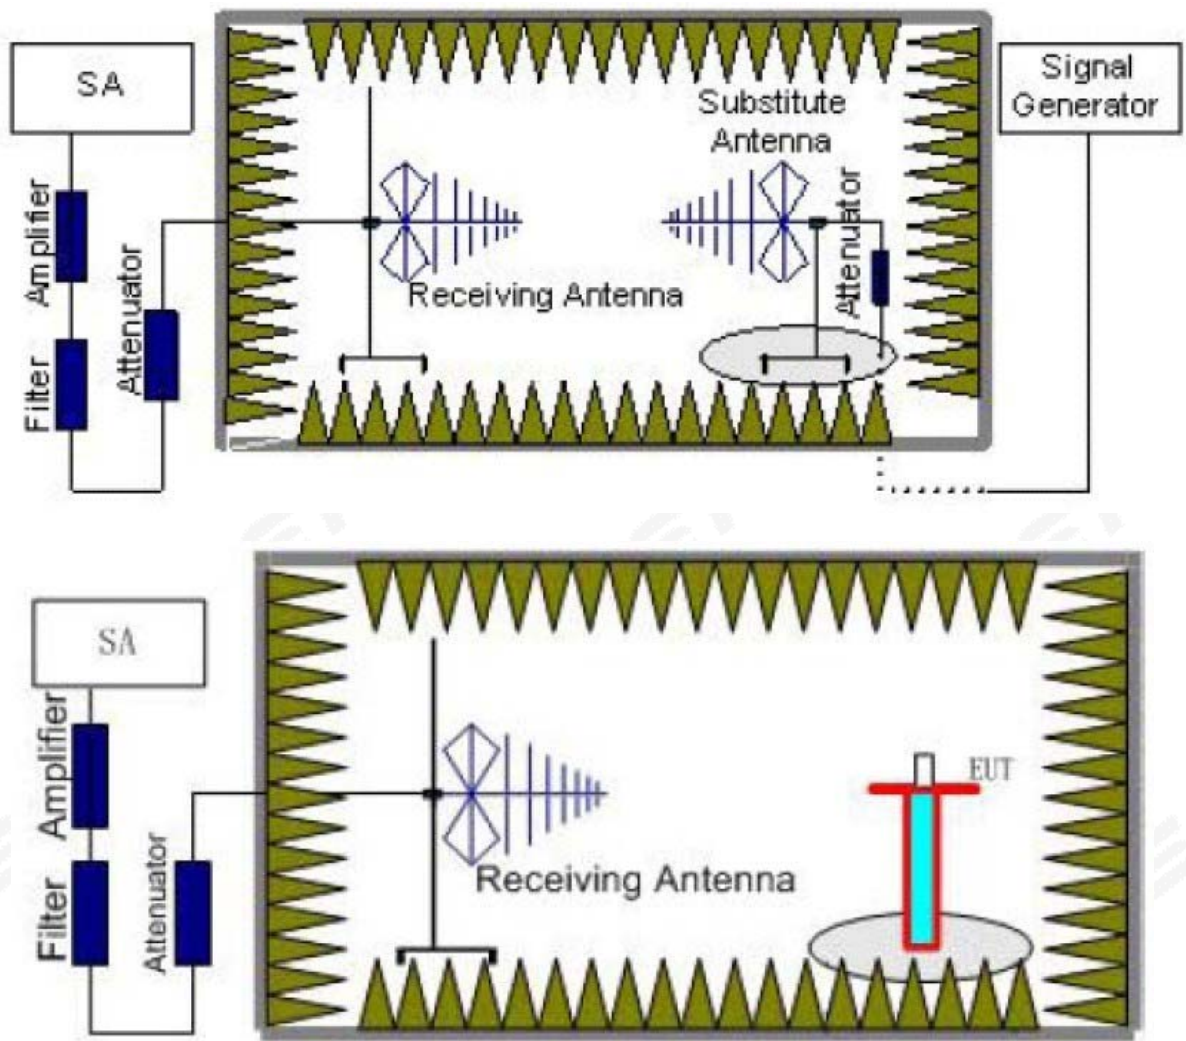 SA
Signal
Generator
Substitute
Antenna
Amplifier
Attenuator
Attenuator
Receiving Antenna
Filter
SA
Amplifier
EUT
Attenuator
Receiving Antenna
Filter